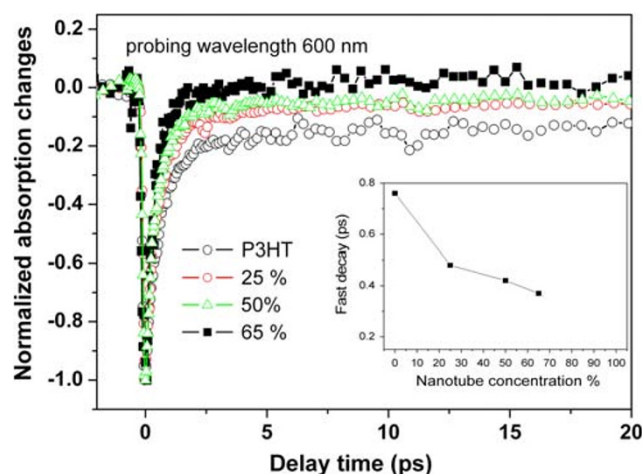 Normalized absorption changes
0.2
0.0
-0.2
-0.4
-0.6
-0.8
-1.0
probing wavelength 600 nm
P3HT
25 %
50%
65 %
Fast decay (ps)
0.8
0.6
0.4
0.2
0 10 20 30 40 50 60 70 80 90 100
Nanotube concentration %
0 5 10 15 20
Delay time (ps)